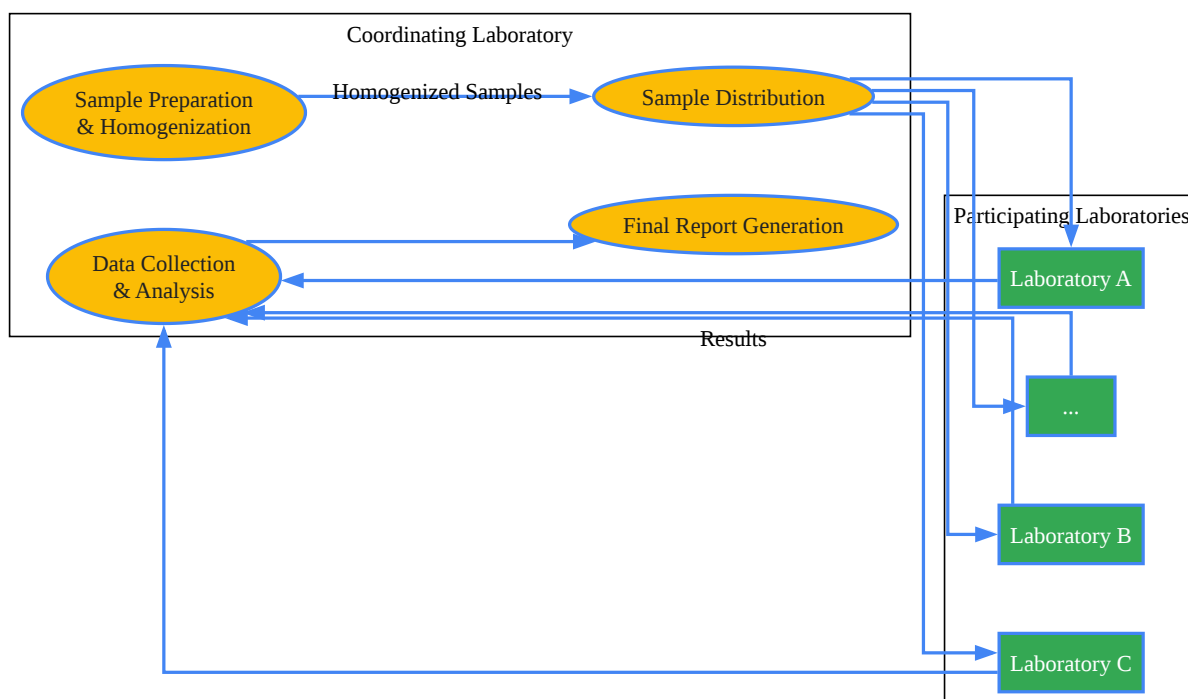 Coordinating Laboratory
Sample Preparation
& Homogenization
Homogenized Samples
Sample Distribution
Participating Laboratories
Final Report Generation
Data Collection
& Analysis
Laboratory A
Results
...
Laboratory B
Laboratory C